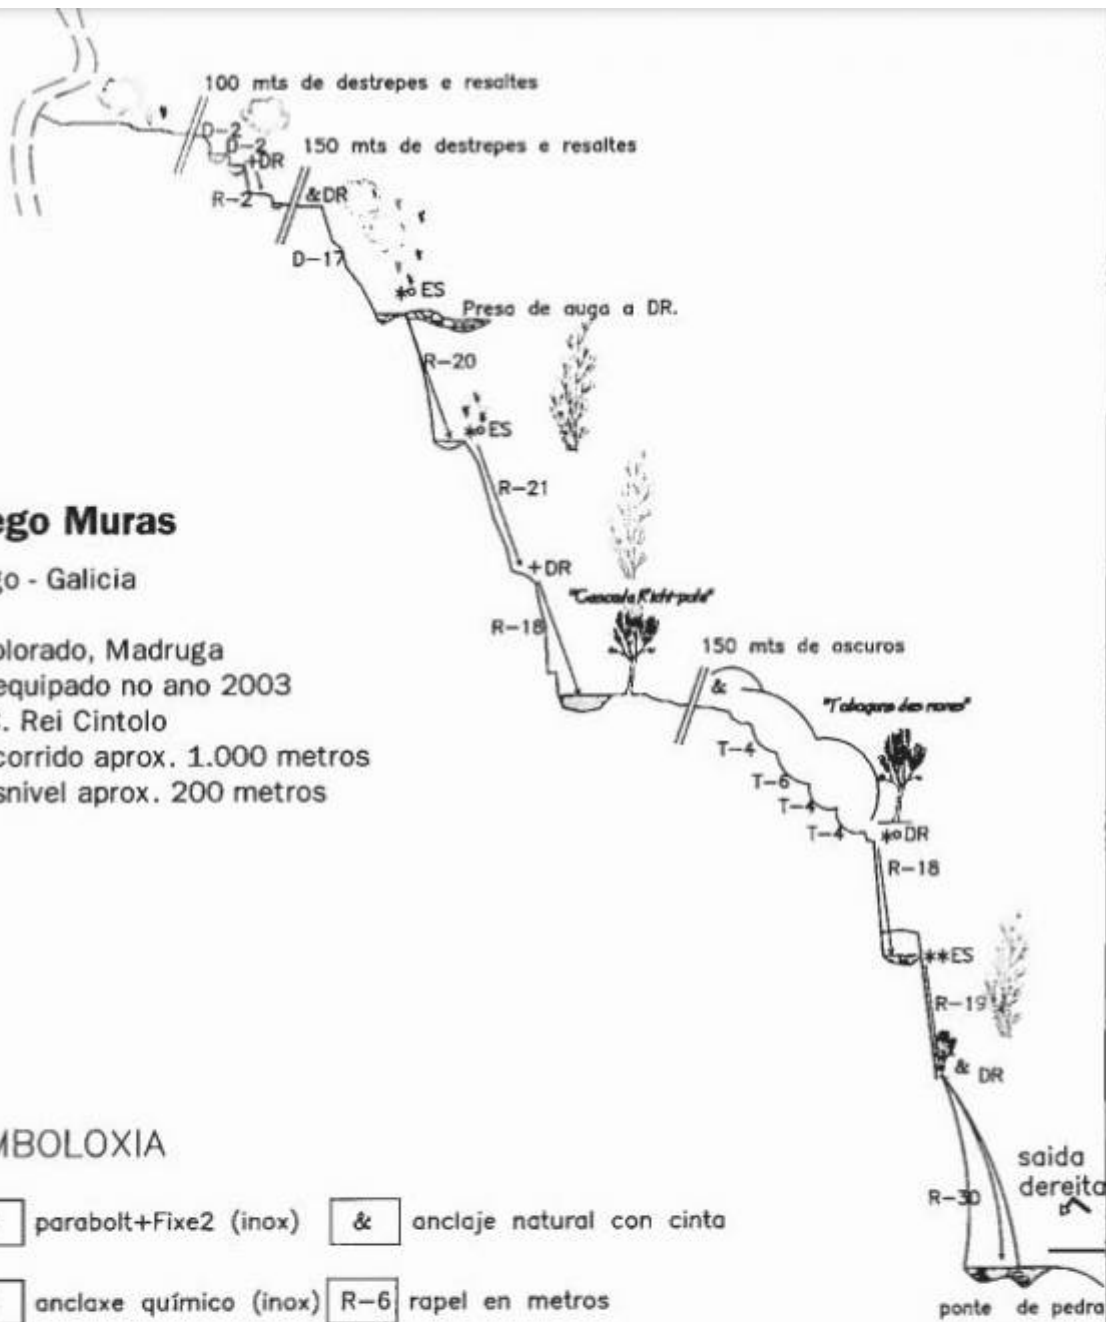 100 mts de destrepes e resaltes
D-2
D-2
+DR
150 mts de destrepes e resaltes
R-2
&DR
D-17
*o ES
Presa de auga a DR.
R-20
*o ES
R-21
+DR
R-18
150 mts de oscuros
&
T-4
T-6
T-4
T-4
*o DR
R-18
**ES
R-19
& DR
R-30
saida
dereita
ponte de pedra
ego Muras
go - Galicia
olorado, Madruga
equipado no ano 2003
. Rei Cintolo
corrido aprox. 1.000 metros
snivel aprox. 200 metros
MBOLOXIA
parabolt+Fixe2 (inox)
& anclaje natural con cinta
anclaxe químico (inox)
R-6 rapel en metros